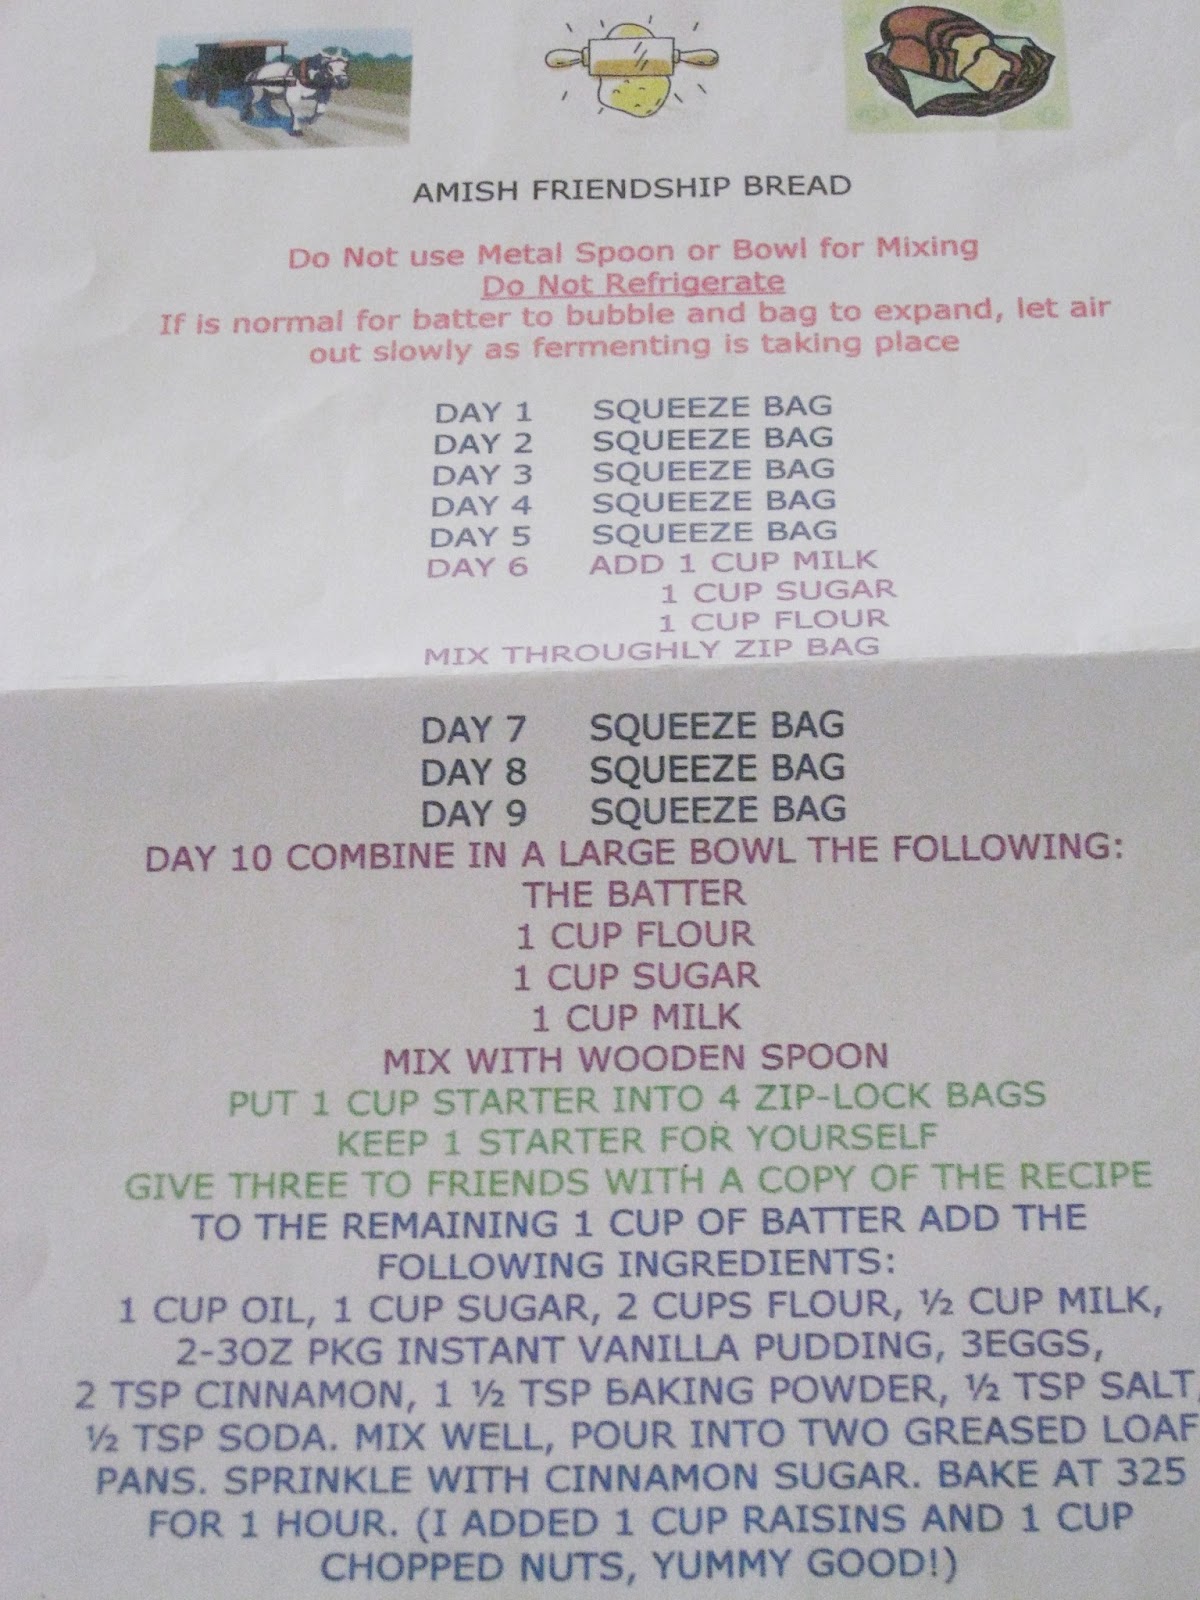 AMISH FRIENDSHIP BREAD
Do Not use Metal Spoon or Bowl for Mixing
Do Not Refrigerate
If is normal for batter to bubble and bag to expand, let air
out slowly as fermenting is taking place
DAY 1 SQUEEZE BAG
DAY 2 SQUEEZE BAG
DAY 3 SQUEEZE BAG
DAY 4 SQUEEZE BAG
DAY 5 SQUEEZE BAG
DAY 6 ADD 1 CUP MILK
1 CUP SUGAR
1 CUP FLOUR
MIX THROUGHLY ZIP BAG
DAY 7 SQUEEZE BAG
DAY 8 SQUEEZE BAG
DAY 9 SQUEEZE BAG
DAY 10 COMBINE IN A LARGE BOWL THE FOLLOWING:
THE BATTER
1 CUP FLOUR
1 CUP SUGAR
1 CUP MILK
MIX WITH WOODEN SPOON
PUT 1 CUP STARTER INTO 4 ZIP-LOCK BAGS
KEEP 1 STARTER FOR YOURSELF
GIVE THREE TO FRIENDS WITH A COPY OF THE RECIPE
TO THE REMAINING 1 CUP OF BATTER ADD THE
FOLLOWING INGREDIENTS:
1 CUP OIL, 1 CUP SUGAR, 2 CUPS FLOUR, ½ CUP MILK,
2-3OZ PKG INSTANT VANILLA PUDDING, 3EGGS,
2 TSP CINNAMON, 1 ½ TSP BAKING POWDER, ½ TSP SALT,
½ TSP SODA. MIX WELL, POUR INTO TWO GREASED LOAF
PANS. SPRINKLE WITH CINNAMON SUGAR. BAKE AT 325
FOR 1 HOUR. (I ADDED 1 CUP RAISINS AND 1 CUP
CHOPPED NUTS, YUMMY GOOD!)